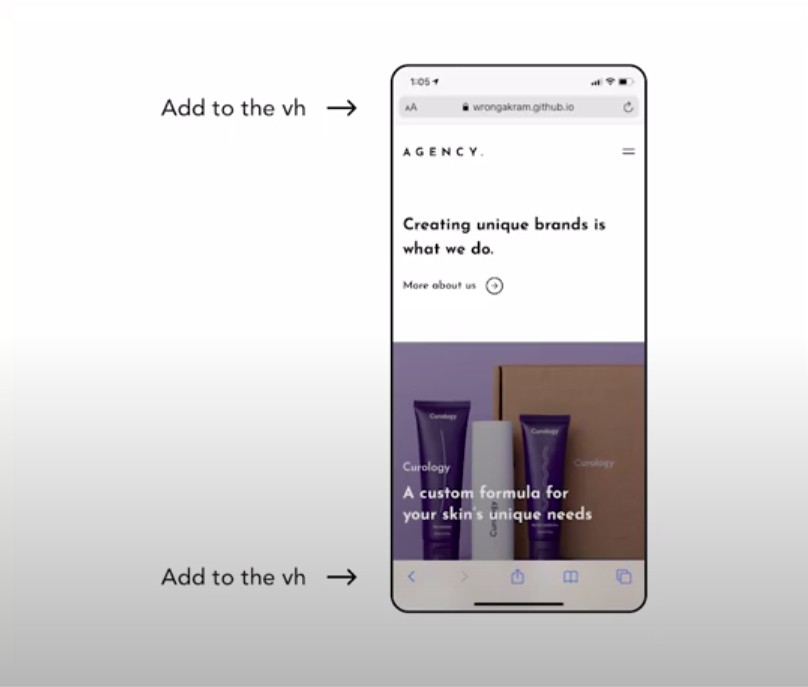 1:05
Add to the vh
AA wrongakram.github.io
AGENCY.
Creating unique brands is
what we do.
More about us
Curology
Curology
Curology
Curology
Curology
A custom formula for
your skin's unique needs
Add to the vh